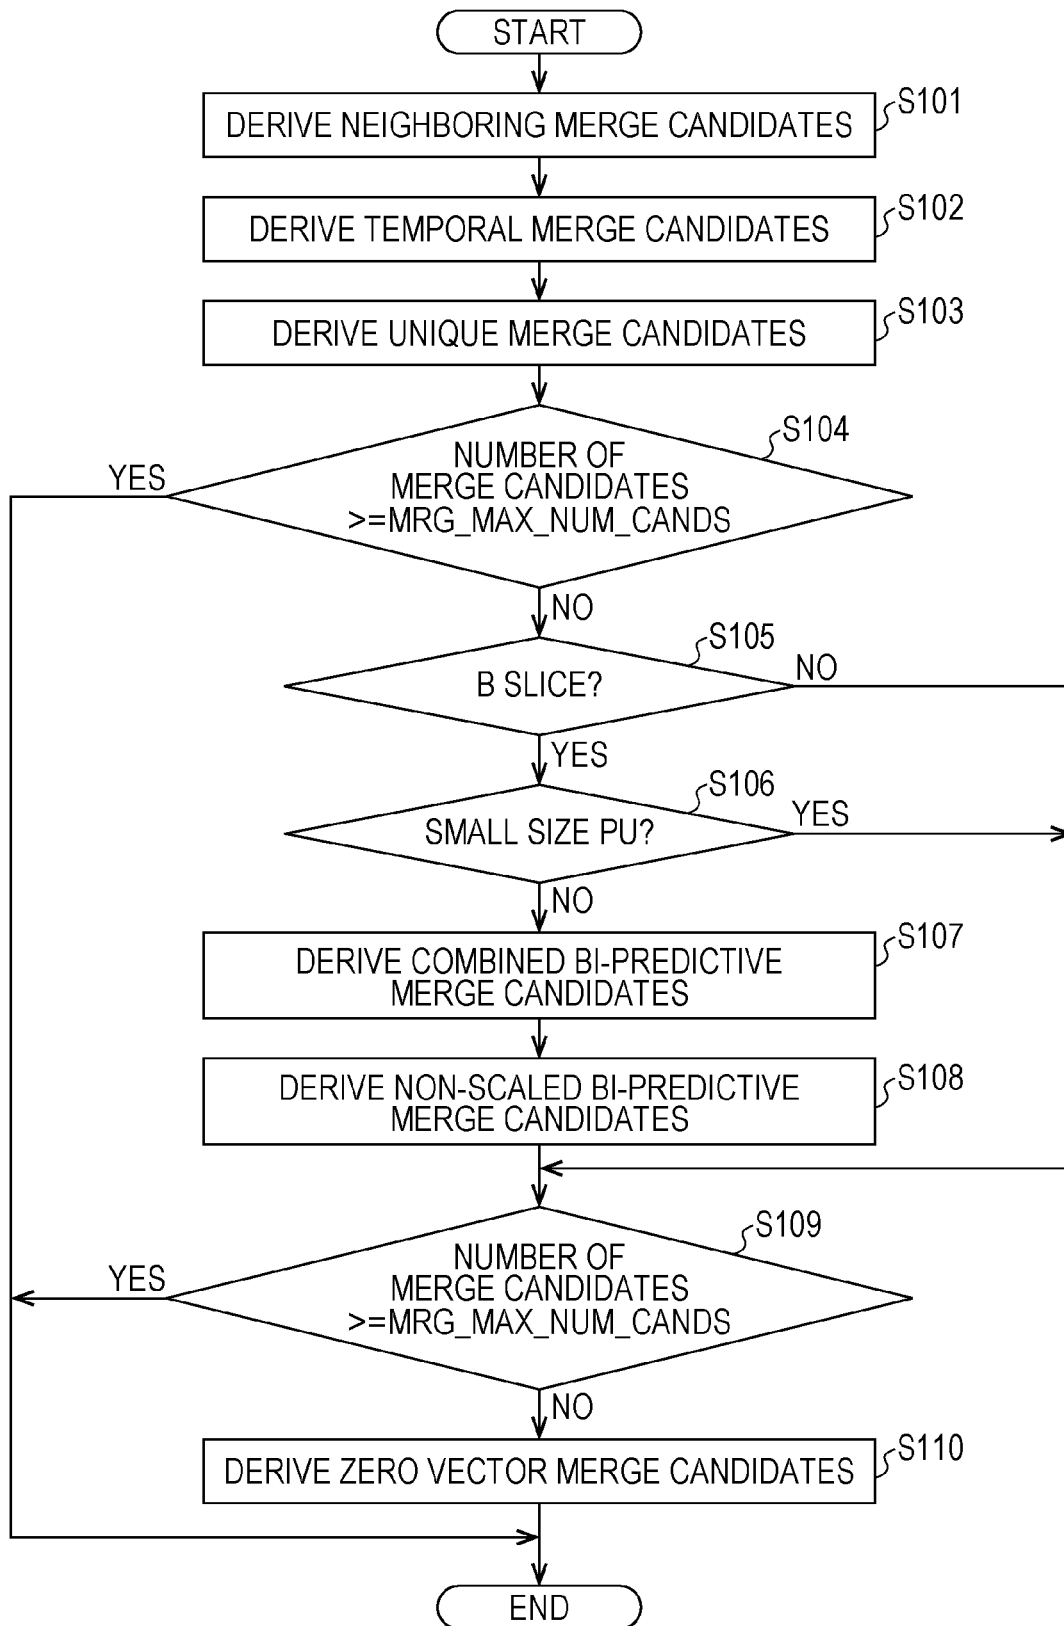 START
S101
DERIVE NEIGHBORING MERGE CANDIDATES
S102
DERIVE TEMPORAL MERGE CANDIDATES
S103
DERIVE UNIQUE MERGE CANDIDATES
S104
YES
NUMBER OF
MERGE CANDIDATES
>=MRG_MAX_NUM_CANDS
NO
S105
B SLICE?
NO
YES
S106
SMALL SIZE PU?
YES
NO
S107
DERIVE COMBINED BI-PREDICTIVE
MERGE CANDIDATES
S108
DERIVE NON-SCALED BI-PREDICTIVE
MERGE CANDIDATES
S109
YES
NUMBER OF
MERGE CANDIDATES
>=MRG_MAX_NUM_CANDS
NO
S110
DERIVE ZERO VECTOR MERGE CANDIDATES
END